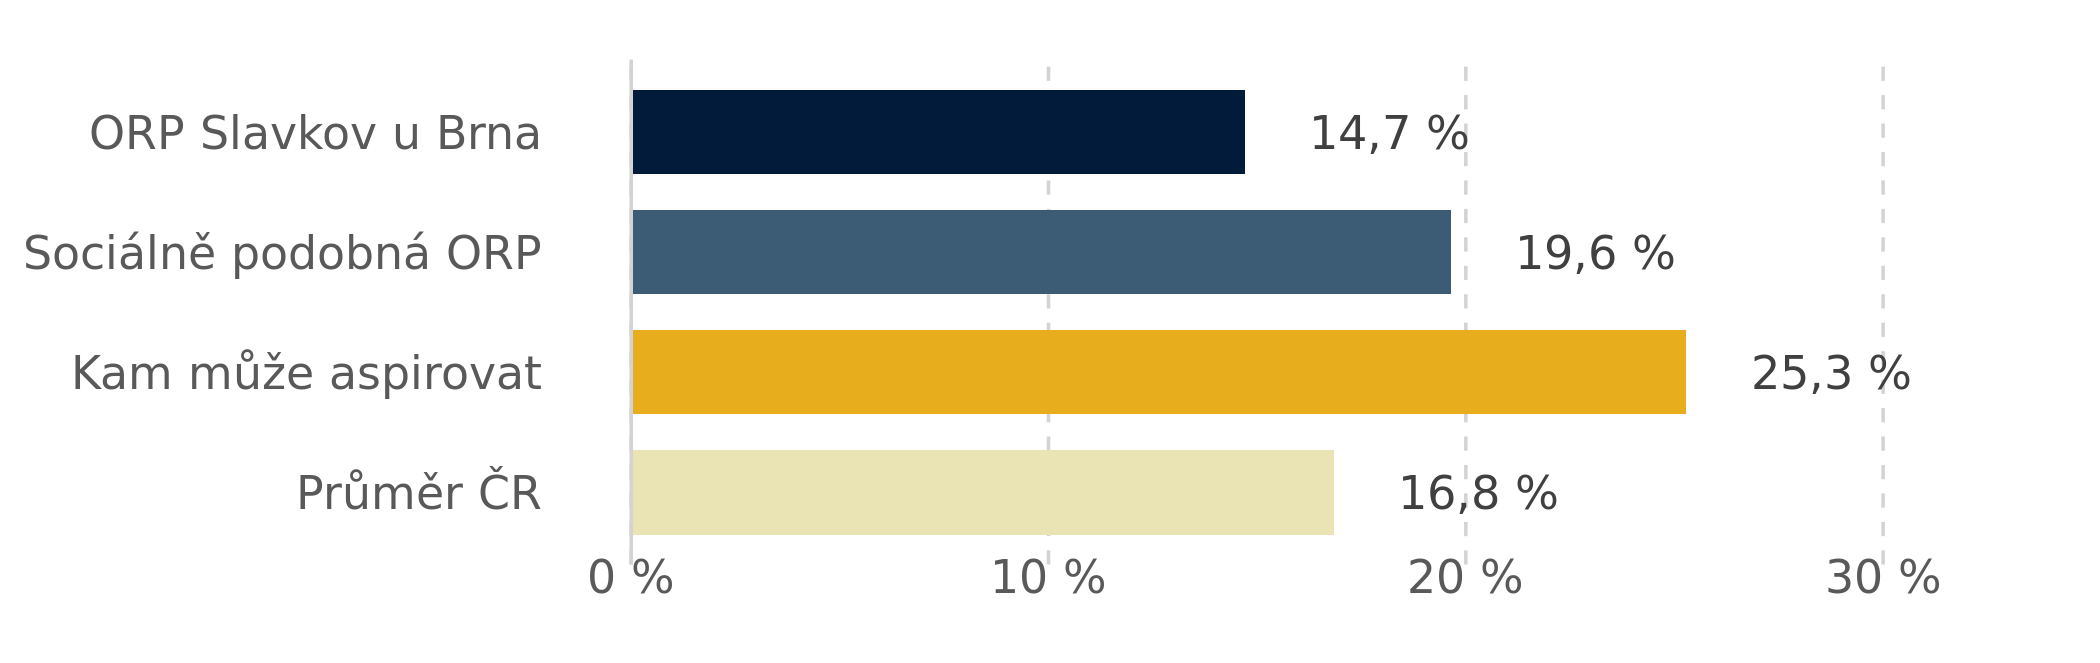 ORP Slavkov u Brna 14,7 %
Sociálně podobná ORP 19,6 %
Kam může aspirovat 25,3 %
Průměr ČR 16,8 %
0 % 10 % 20 % 30 %